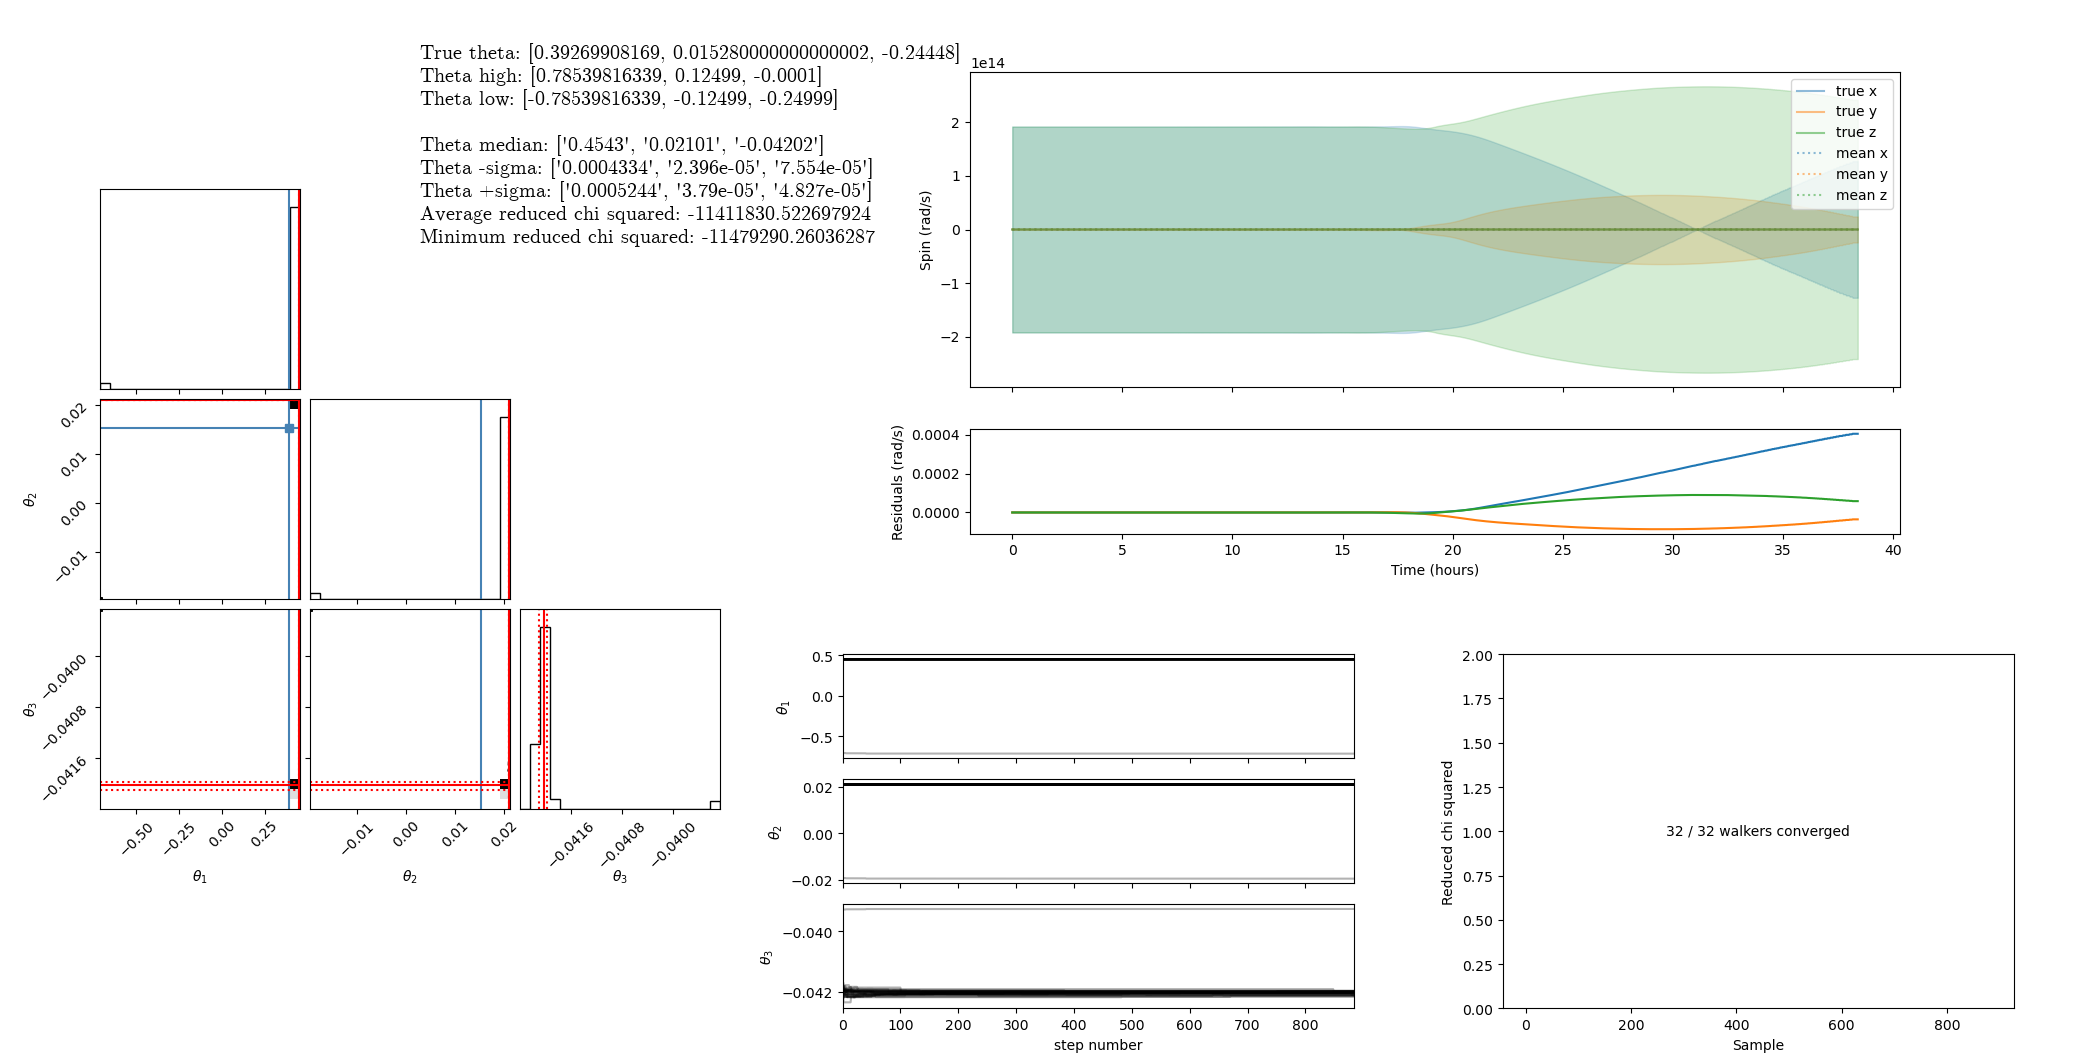 True theta: [0.39269908169, 0.015280000000000002, -0.24448]
Theta high: [0.78539816339, 0.12499, -0.0001]
Theta low: [-0.78539816339, -0.12499, -0.24999]
Theta median: ['0.4543', '0.02101', '-0.04202']
Theta -sigma: ['0.0004334', '2.396e-05', '7.554e-05']
Theta +sigma: ['0.0005244', '3.79e-05', '4.827e-05']
Average reduced chi squared: -11411830.522697924
Minimum reduced chi squared: -11479290.26036287
1e14
2
1
0
−1
−2
Spin (rad/s)
true x
true y
true z
mean x
mean y
mean z
0.0004
0.0002
0.0000
Residuals (rad/s)
0 5 10 15 20 25 30 35 40
Time (hours)
0.02
0.01
0.00
−0.01
θ2
−0.0400
−0.0408
−0.0416
θ3
−0.50 −0.25 0.00 0.25
θ1
−0.01 0.00 0.01 0.02
θ2
−0.0416 −0.0408 −0.0400
θ3
0.5
0.0
−0.5
θ1
0.02
0.00
−0.02
θ2
−0.040
−0.042
θ3
0 100 200 300 400 500 600 700 800
step number
2.00
1.75
1.50
1.25
1.00
0.75
0.50
0.25
0.00
Reduced chi squared
32 / 32 walkers converged
0 200 400 600 800
Sample